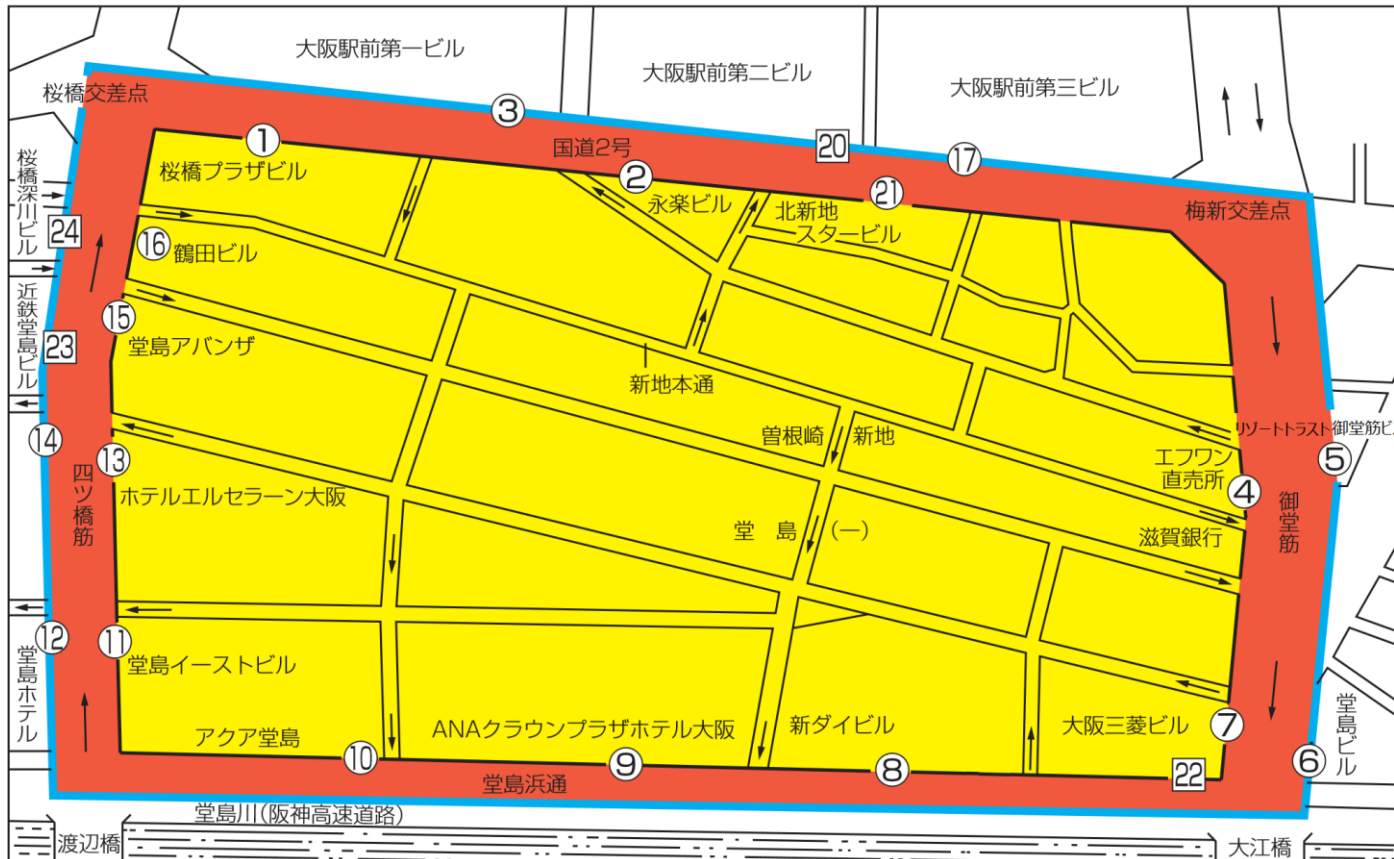 大阪駅前第一ビル
大阪駅前第二ビル
大阪駅前第三ビル
桜橋交差点
③
①
国道2号
20
⑰
桜橋プラザビル
②
㉑
桜橋深川ビル
永楽ビル
北新地
スタービル
梅新交差点
24
⑯
鶴田ビル
近鉄堂島ビル
⑮
23
堂島アバンザ
新地本通
⑭
⑬
四ツ橋筋
曽根崎
新地
リゾートトラスト御堂筋ビ
エフワン
直売所
④
⑤
御堂筋
ホテルエルセラーン大阪
堂島
(一)
滋賀銀行
⑫
⑪
堂島イーストビル
堂島ホテル
アクア堂島
ANAクラウンプラザホテル大阪
新ダイビル
大阪三菱ビル
⑦
堂島ビル
⑩
⑨
⑧
22
⑥
堂島浜通
堂島川(阪神高速道路)
渡辺橋
大江橋